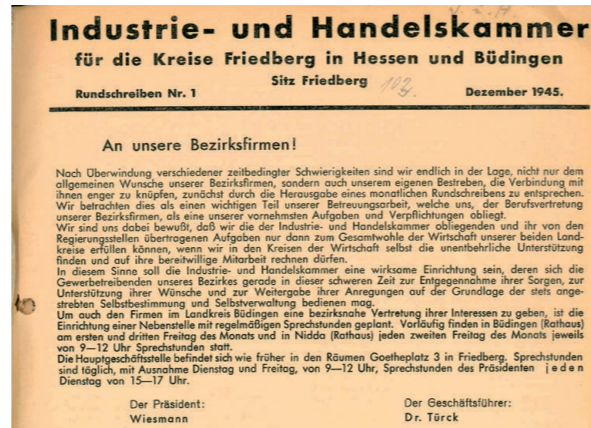 Industrie- und Handelskammer
für die Kreise Friedberg in Hessen und Büdingen
Sitz Friedberg
Rundschreiben Nr. 1 Dezember 1945.
An unsere Bezirksfirmen!
Nach Überwindung verschiedener zeitbedingter Schwierigkeiten sind wir endlich in der Lage, nicht nur dem
allgemeinen Wunsche unserer Bezirksfirmen, sondern auch unserem eigenen Bestreben, die Verbindung mit
ihnen enger zu knüpfen, zunächst durch die Herausgabe eines monatlichen Rundschreibens zu entsprechen.
Wir betrachten dies als einen wichtigen Teil unserer Betreuungsarbeit, welche uns, der Berufsvertretung
unserer Bezirksfirmen, als eine unserer vornehmsten Aufgaben und Verpflichtungen obliegt.
Wir sind uns dabei bewußt, daß wir die der Industrie- und Handelskammer obliegenden und ihr von den
Regierungsstellen übertragenen Aufgaben nur dann zum Gesamtwohle der Wirtschaft unserer beiden Land-
kreise erfüllen können, wenn wir in den Kreisen der Wirtschaft selbst die unentbehrliche Unterstützung
finden und auf ihre bereitwillige Mitarbeit rechnen dürfen.
In diesem Sinne soll die Industrie- und Handelskammer eine wirksame Einrichtung sein, deren sich die
Gewerbetreibenden unseres Bezirkes gerade in dieser schweren Zeit zur Entgegennahme ihrer Sorgen, zur
Unterstützung ihrer Wünsche und zur Weitergabe ihrer Anregungen auf der Grundlage der stets ange-
strebten Selbstbestimmung und Selbstverwaltung bedienen mag.
Um auch den Firmen im Landkreis Büdingen eine bezirksnahe Vertretung ihrer Interessen zu geben, ist die
Einrichtung einer Nebenstelle mit regelmäßigen Sprechstunden geplant. Vorläufig finden in Büdingen (Rathaus)
am ersten und dritten Freitag des Monats und in Nidda (Rathaus) jeden zweiten Freitag des Monats jeweils
von 9—12 Uhr Sprechstunden statt.
Die Hauptgeschäftsstelle befindet sich wie früher in den Räumen Goetheplatz 3 in Friedberg. Sprechstunden
sind täglich, mit Ausnahme Dienstag und Freitag, von 9—12 Uhr, Sprechstunden des Präsidenten jeden
Dienstag von 15—17 Uhr.
Der Präsident: Der Geschäftsführer:
Wiesmann Dr. Türck